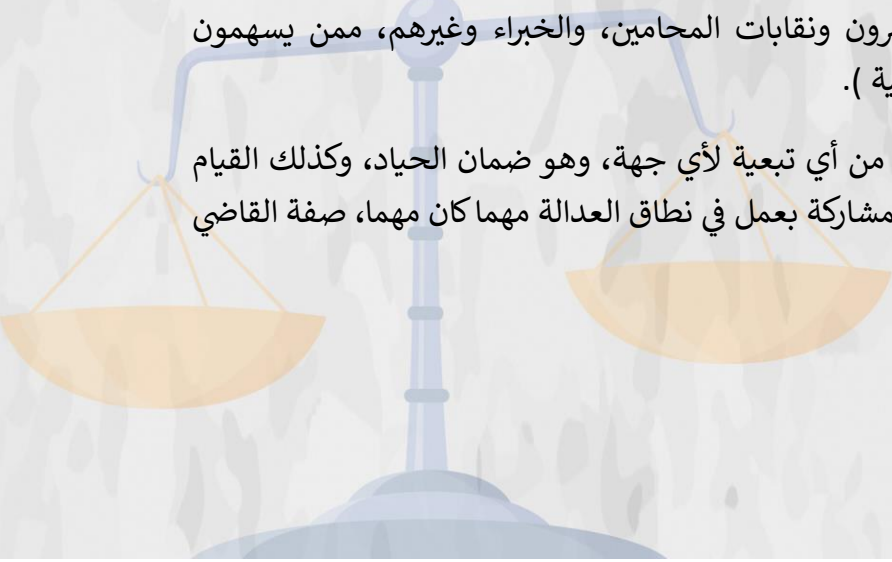 ونقابات المحامين، والخبراء وغيرهم، ممن يسهمون
ية ).
من أي تبعية لأي جهة، وهو ضمان الحياد، وكذلك القيام
مشاركة بعمل في نطاق العدالة مهما كان مهما، صفة القاضي